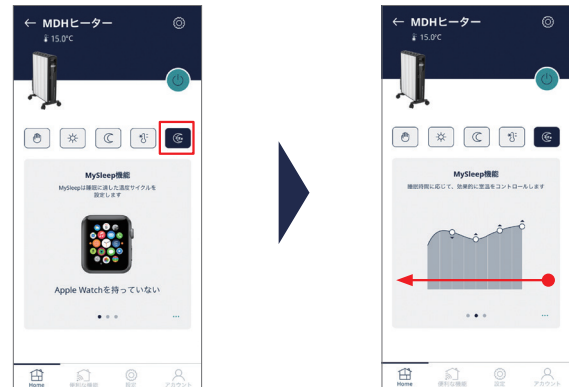 MDHヒーター
15.0℃
MySleep機能
MySleepは睡眠に適した温度サイクルを
設定します
Apple Watchを持っていない
Home
便利な機能
設定
アカウント
MDHヒーター
15.0℃
MySleep機能
睡眠時間に応じて、効果的に室温をコントロールします
Home
便利な機能
設定
アカウント